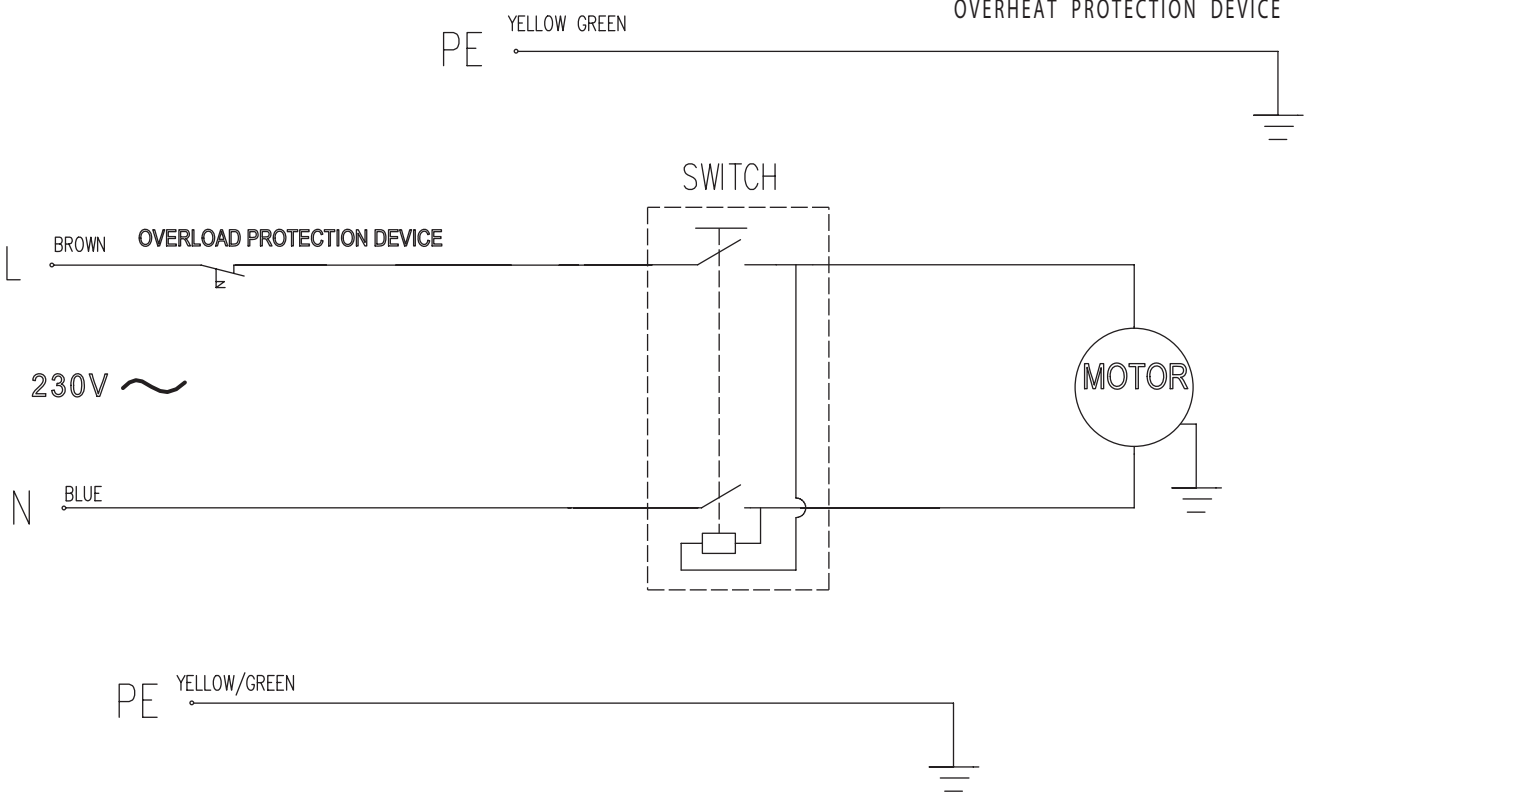 OVERHEAT PROTECTION DEVICE
YELLOW GREEN
PE
SWITCH
OVERLOAD PROTECTION DEVICE
BROWN
L
MOTOR
230V ~
BLUE
N
YELLOW/GREEN
PE